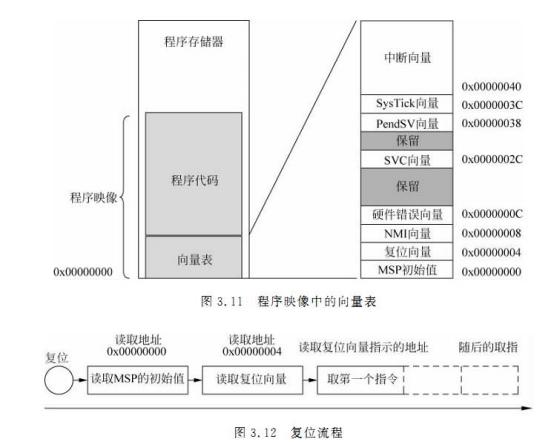 程序存储器
中断向量
0x00000040
SysTick向量
0x0000003C
PendSV向量
0x00000038
保留
SVC向量
0x0000002C
保留
程序代码
程序映像
硬件错误向量
0x0000000C
NMI向量
0x00000008
向量表
复位向量
0x00000004
0x00000000
MSP初始值
0x00000000
图 3.11 程序映像中的向量表
读取地址
0x00000000
读取地址
0x00000004
读取复位向量指示的地址
随后的取指
复位
读取MSP的初始值
读取复位向量
取第一个指令
图 3.12 复位流程